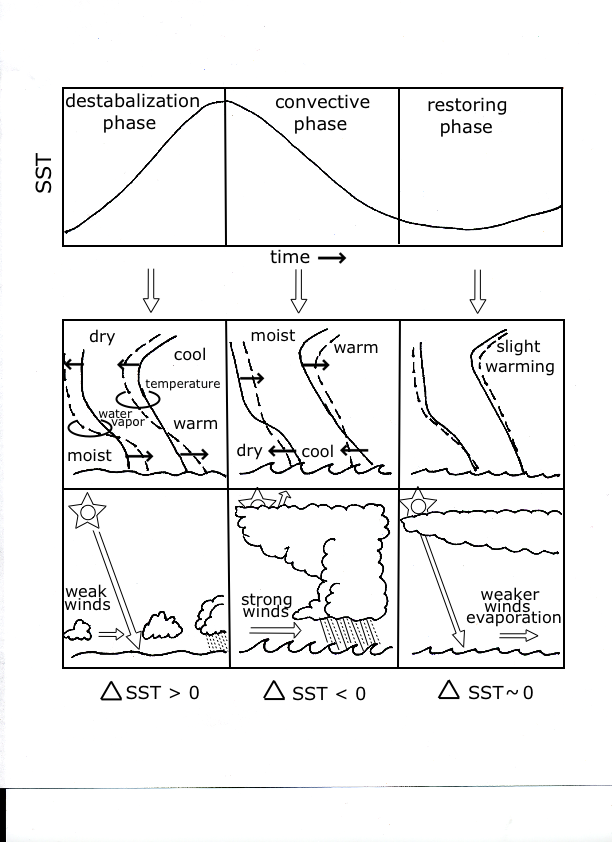 destabalization
phase
convective
phase
restoring
phase
SST
time
dry
cool
temperature
water
vapor
warm
moist
moist
warm
dry
cool
slight
warming
weak
winds
strong
winds
weaker
winds
evaporation
△ SST > 0
△ SST < 0
△ SST ~ 0